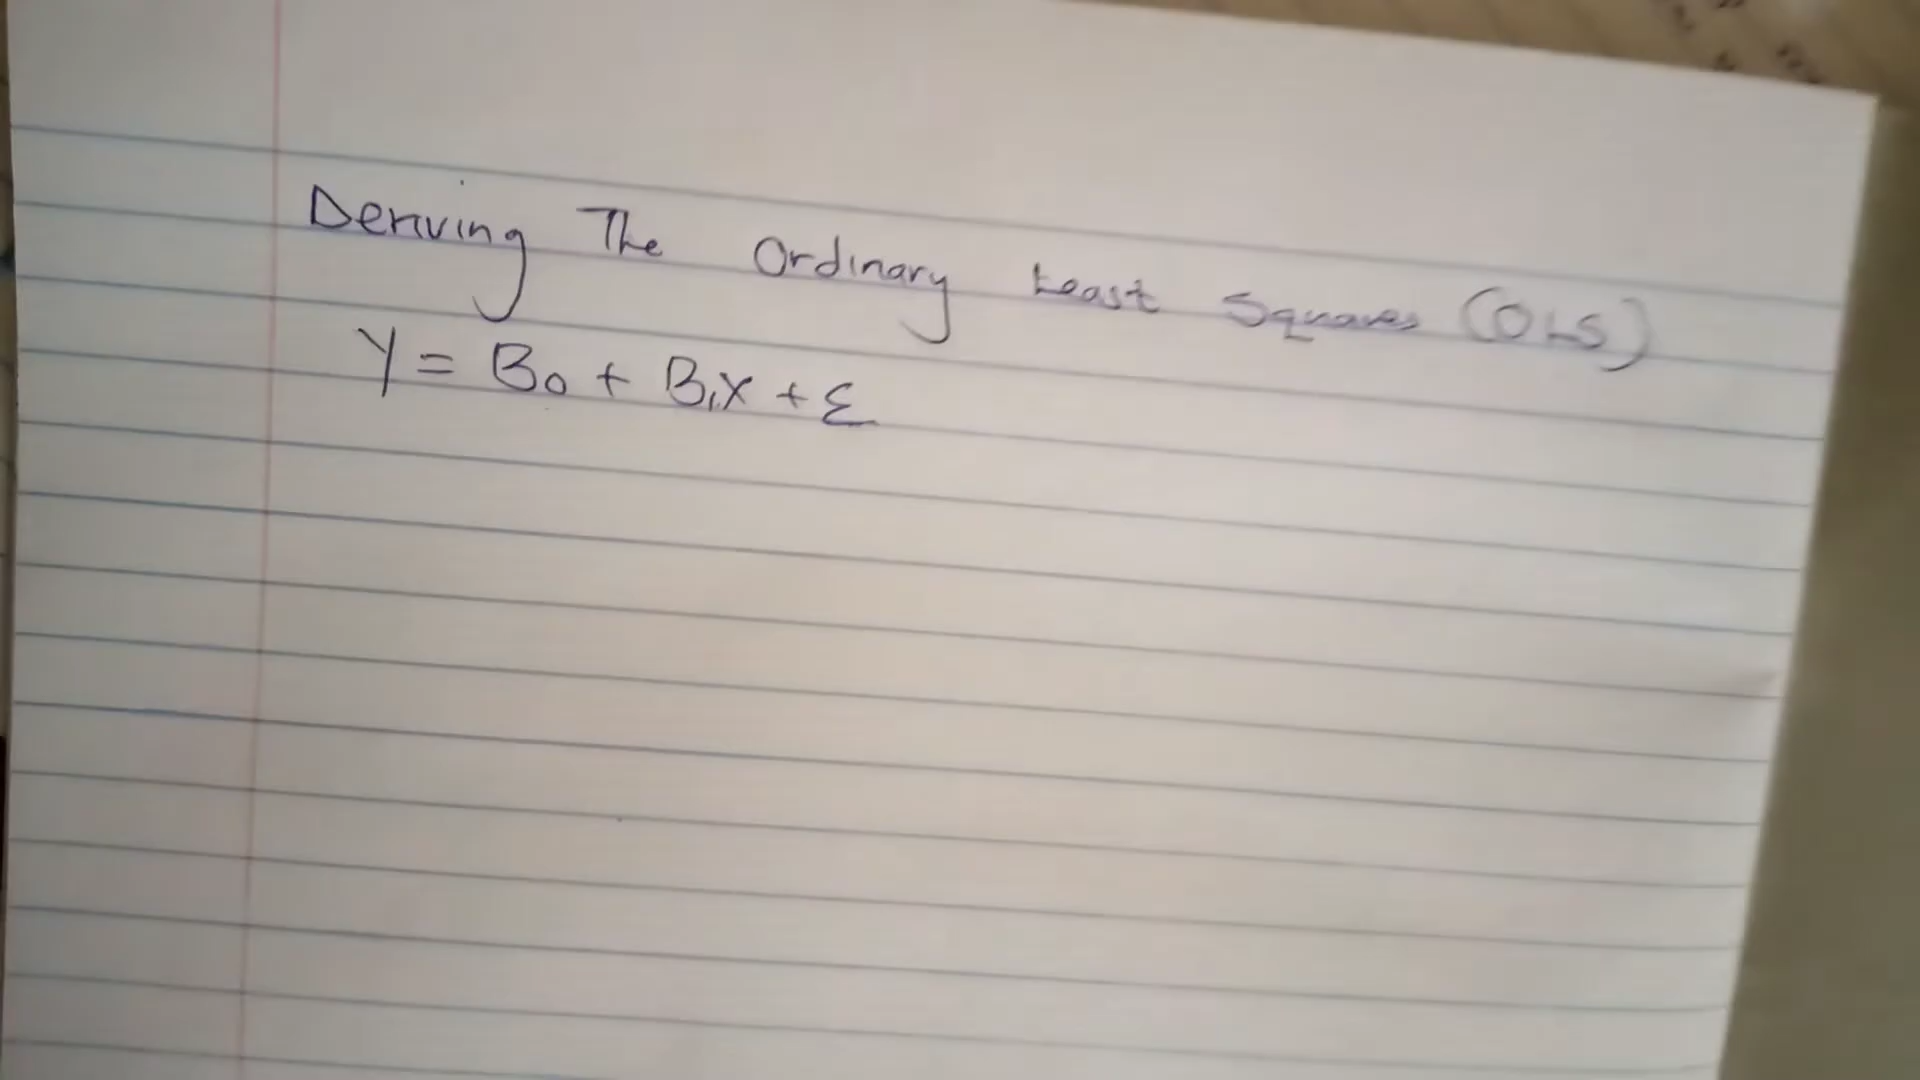 Deriving The Ordinary Least Squares (OLS)
Y = B₀ + B₁X + ε